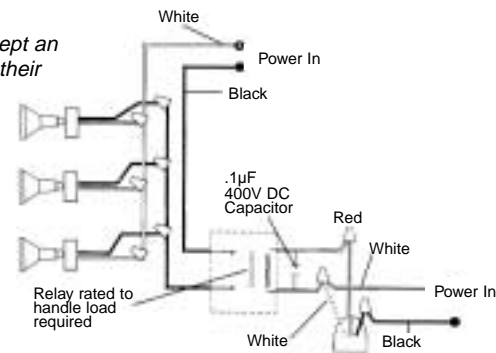 White
ept an
their
Power In
Black
.1µF
400V DC
Capacitor
Red
White
White
Power In
Relay rated to
handle load
required
White
Black